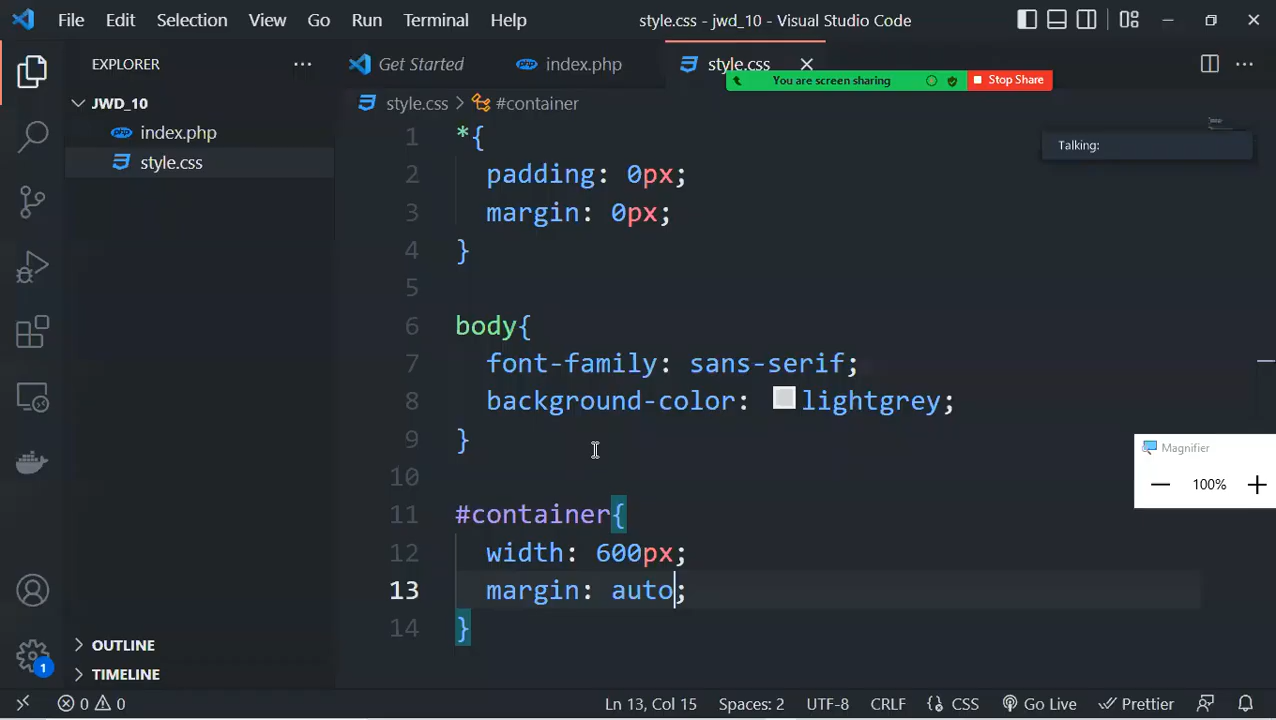 File Edit Selection View Go Run Terminal Help style.css - jwd_10 - Visual Studio Code
EXPLORER
Get Started index.php style.css
You are screen sharing Stop Share
JWD_10
style.css > #container
index.php
style.css
Talking:
1 *{
2 padding: 0px;
3 margin: 0px;
4 }
5
6 body{
7 font-family: sans-serif;
8 background-color: lightgrey;
9 }
10
11 #container{
12 width: 600px;
13 margin: auto;
14 }
Magnifier
100%
OUTLINE
TIMELINE
1
0 0 Ln 13, Col 15 Spaces: 2 UTF-8 CRLF CSS Go Live Prettier